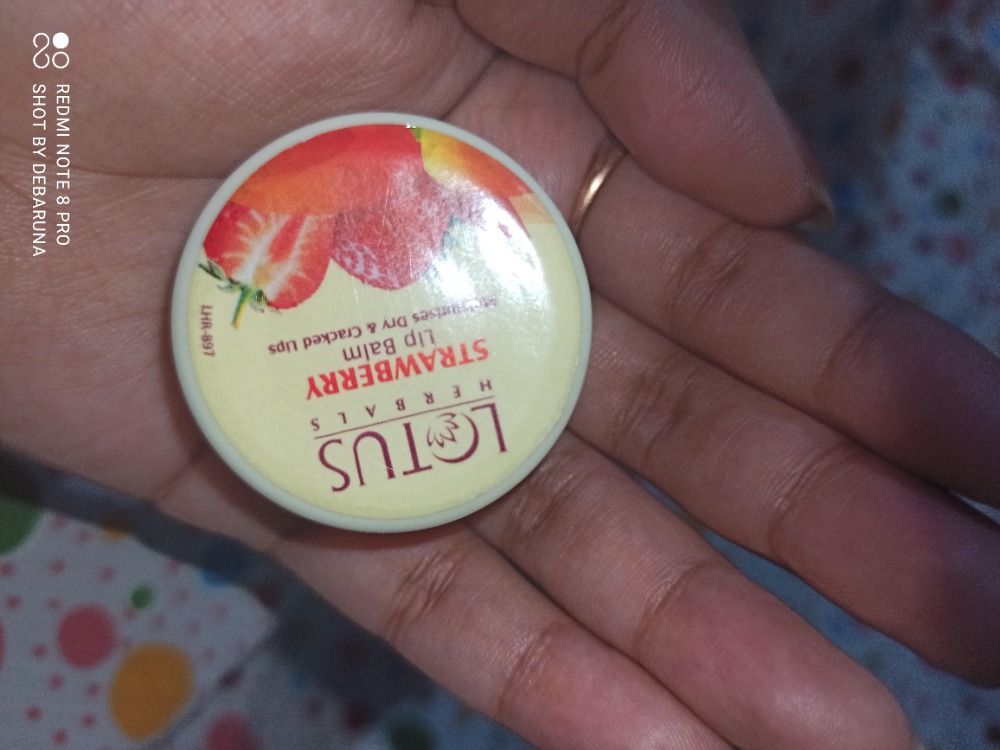 LOTUS
HERBALS
STRAWBERRY
Lip Balm
Moisturises Dry & Cracked Lips
LHR-897
REDMI NOTE 8 PRO
SHOT BY DEBARUNA